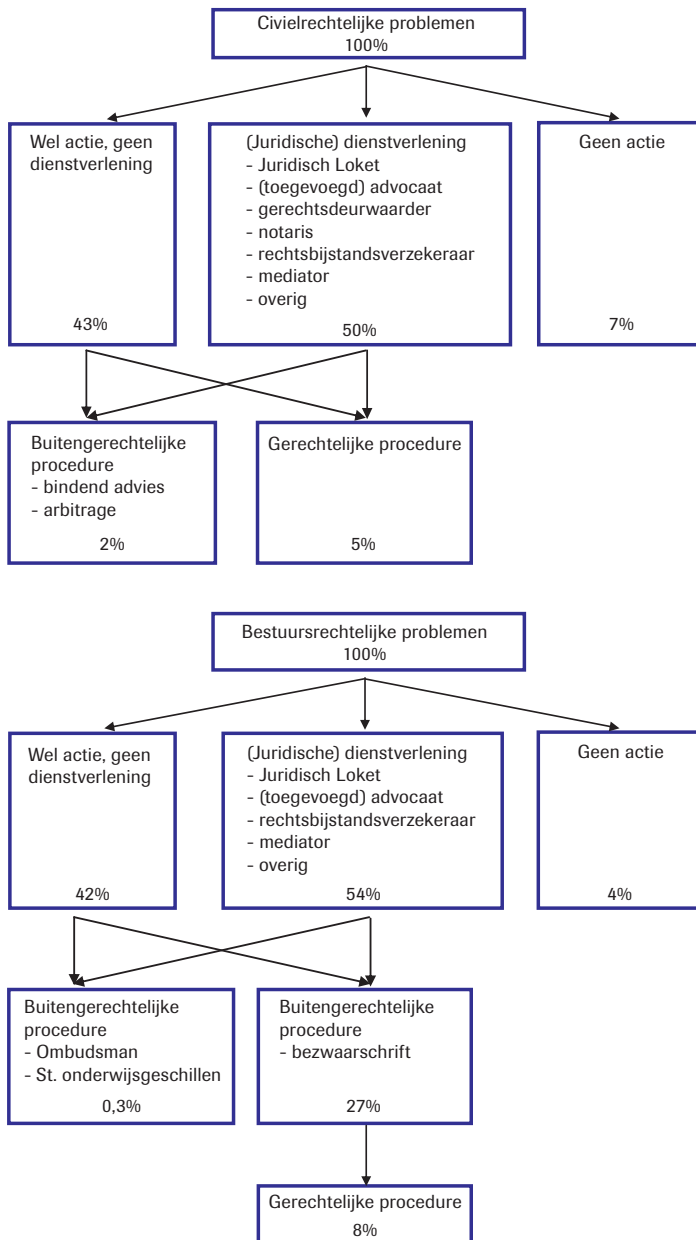 Civielrechtelijke problemen
100%
Wel actie, geen
dienstverlening
43%
(Juridische) dienstverlening
- Juridisch Loket
- (toegevoegd) advocaat
- gerechtsdeurwaarder
- notaris
- rechtsbijstandsverzekeraar
- mediator
- overig
50%
Geen actie
7%
Buitengerechtelijke
procedure
- bindend advies
- arbitrage
2%
Gerechtelijke procedure
5%
Bestuursrechtelijke problemen
100%
Wel actie, geen
dienstverlening
42%
(Juridische) dienstverlening
- Juridisch Loket
- (toegevoegd) advocaat
- rechtsbijstandsverzekeraar
- mediator
- overig
54%
Geen actie
4%
Buitengerechtelijke
procedure
- Ombudsman
- St. onderwijsgeschillen
0,3%
Buitengerechtelijke
procedure
- bezwaarschrift
27%
Gerechtelijke procedure
8%